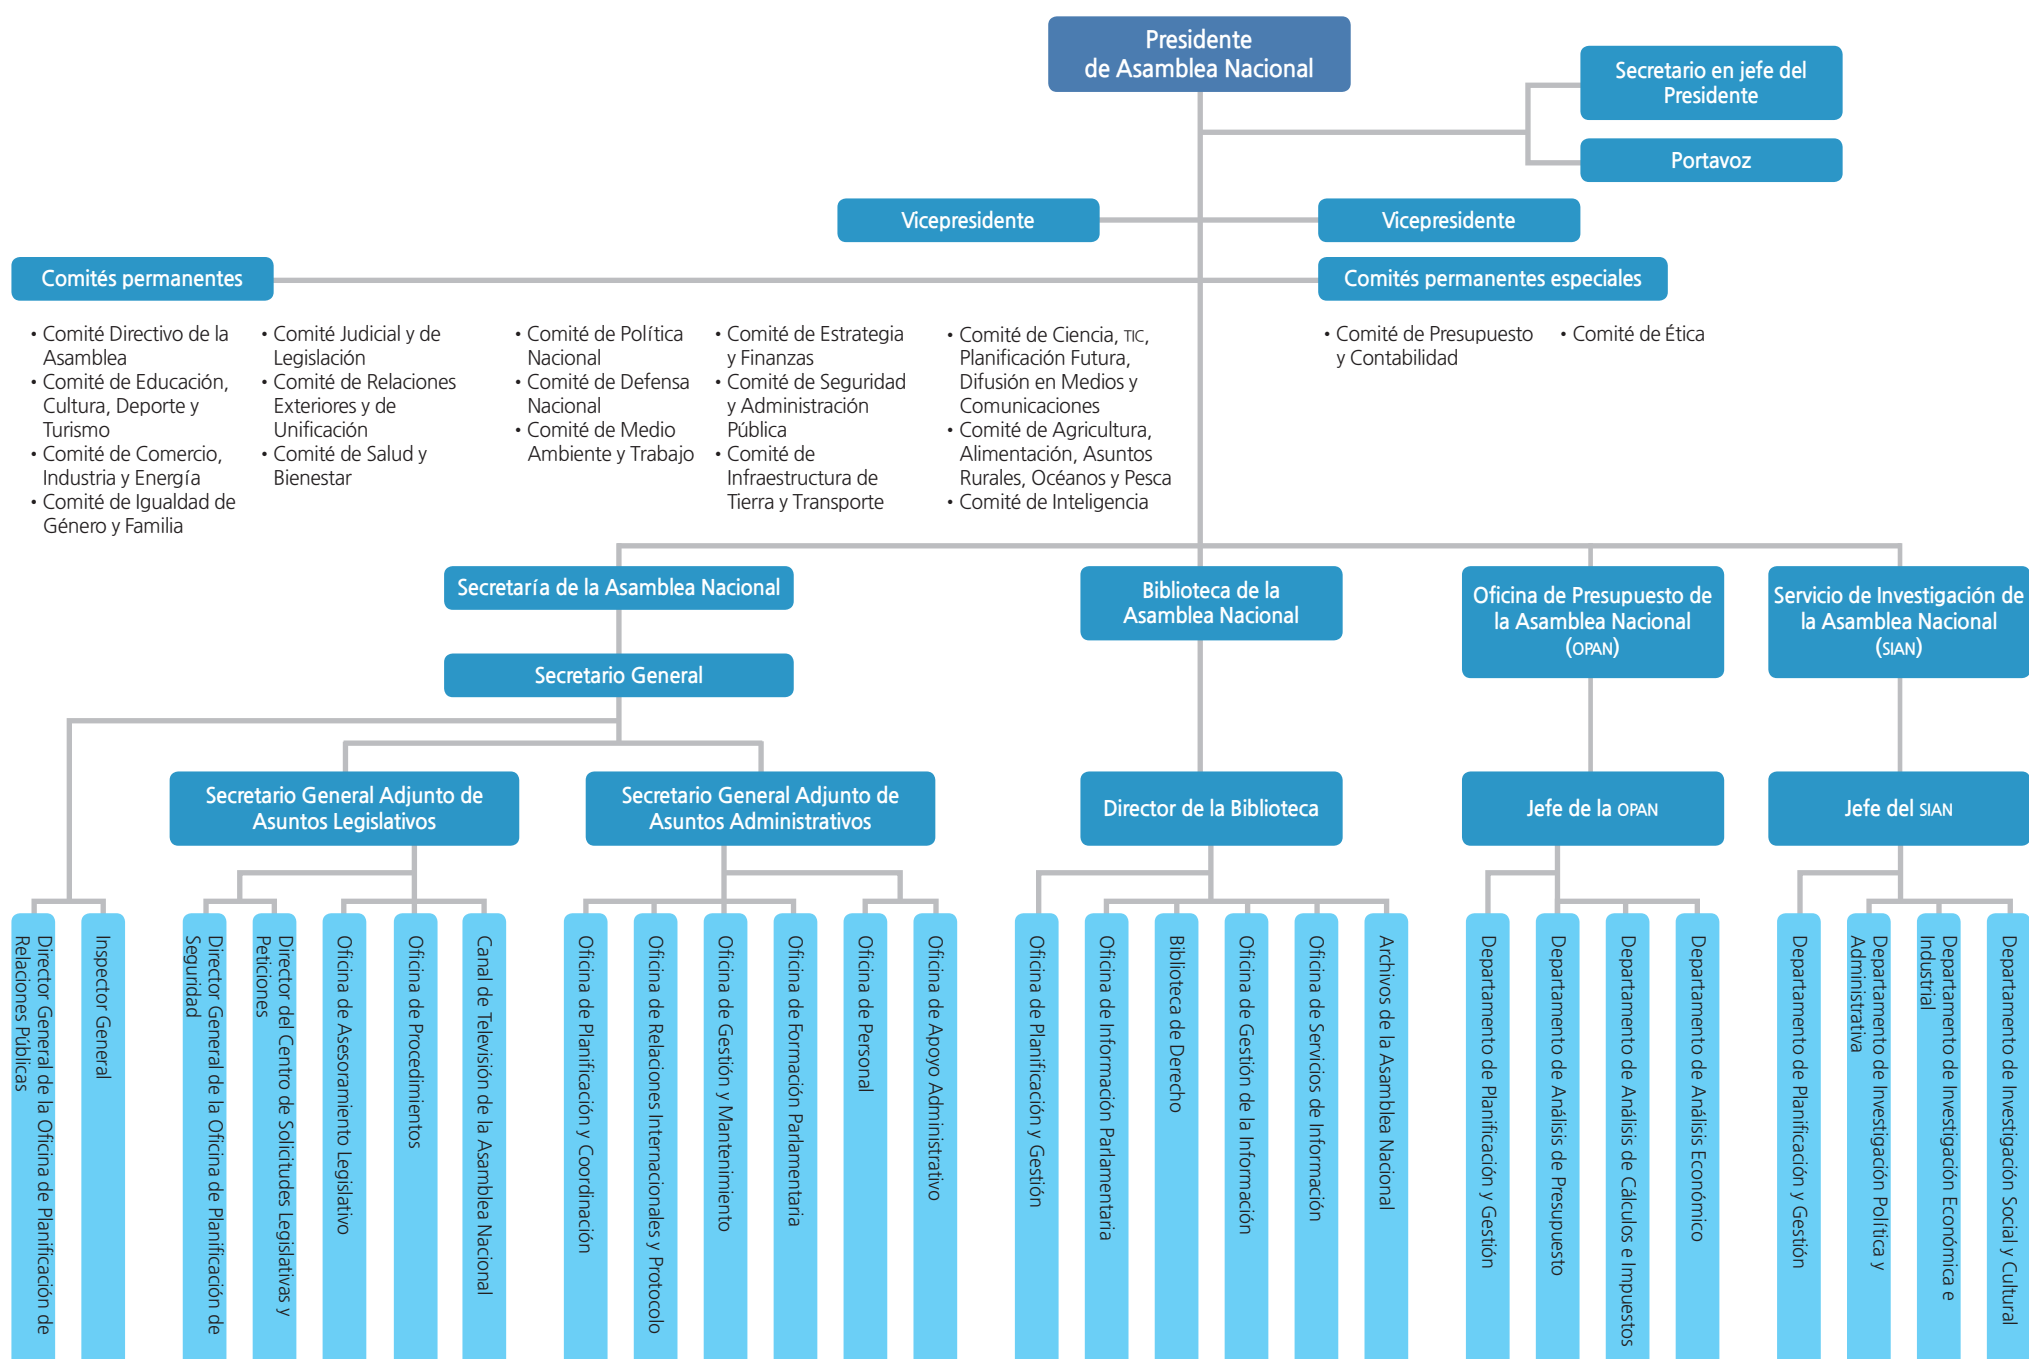 Presidente
de Asamblea Nacional
Secretario en jefe del
Presidente
Portavoz
Vicepresidente
Vicepresidente
Comités permanentes
Comités permanentes especiales
• Comité Directivo de la
Asamblea
• Comité de Educación,
Cultura, Deporte y
Turismo
• Comité de Comercio,
Industria y Energía
• Comité de Igualdad de
Género y Familia
• Comité Judicial y de
Legislación
• Comité de Relaciones
Exteriores y de
Unificación
• Comité de Salud y
Bienestar
• Comité de Política
Nacional
• Comité de Defensa
Nacional
• Comité de Medio
Ambiente y Trabajo
• Comité de Estrategia
y Finanzas
• Comité de Seguridad
y Administración
Pública
• Comité de
Infraestructura de
Tierra y Transporte
• Comité de Ciencia, TIC,
Planificación Futura,
Difusión en Medios y
Comunicaciones
• Comité de Agricultura,
Alimentación, Asuntos
Rurales, Océanos y Pesca
• Comité de Inteligencia
• Comité de Presupuesto
y Contabilidad
• Comité de Ética
Secretaría de la Asamblea Nacional
Biblioteca de la
Asamblea Nacional
Oficina de Presupuesto de
la Asamblea Nacional
(OPAN)
Servicio de Investigación de
la Asamblea Nacional
(SIAN)
Secretario General
Secretario General Adjunto de
Asuntos Legislativos
Secretario General Adjunto de
Asuntos Administrativos
Director de la Biblioteca
Jefe de la OPAN
Jefe del SIAN
Director General de la Oficina de Planificación de
Relaciones Públicas
Inspector General
Director General de la Oficina de Planificación de
Seguridad
Director del Centro de Solicitudes Legislativas y
Peticiones
Oficina de Asesoramiento Legislativo
Oficina de Procedimientos
Canal de Televisión de la Asamblea Nacional
Oficina de Planificación y Coordinación
Oficina de Relaciones Internacionales y Protocolo
Oficina de Gestión y Mantenimiento
Oficina de Formación Parlamentaria
Oficina de Personal
Oficina de Apoyo Administrativo
Oficina de Planificación y Gestión
Oficina de Información Parlamentaria
Biblioteca de Derecho
Oficina de Gestión de la Información
Oficina de Servicios de Información
Archivos de la Asamblea Nacional
Departamento de Planificación y Gestión
Departamento de Análisis de Presupuesto
Departamento de Análisis de Cálculos e Impuestos
Departamento de Análisis Económico
Departamento de Planificación y Gestión
Departamento de Investigación Política y
Administrativa
Departamento de Investigación Económica e
Industrial
Departamento de Investigación Social y Cultural